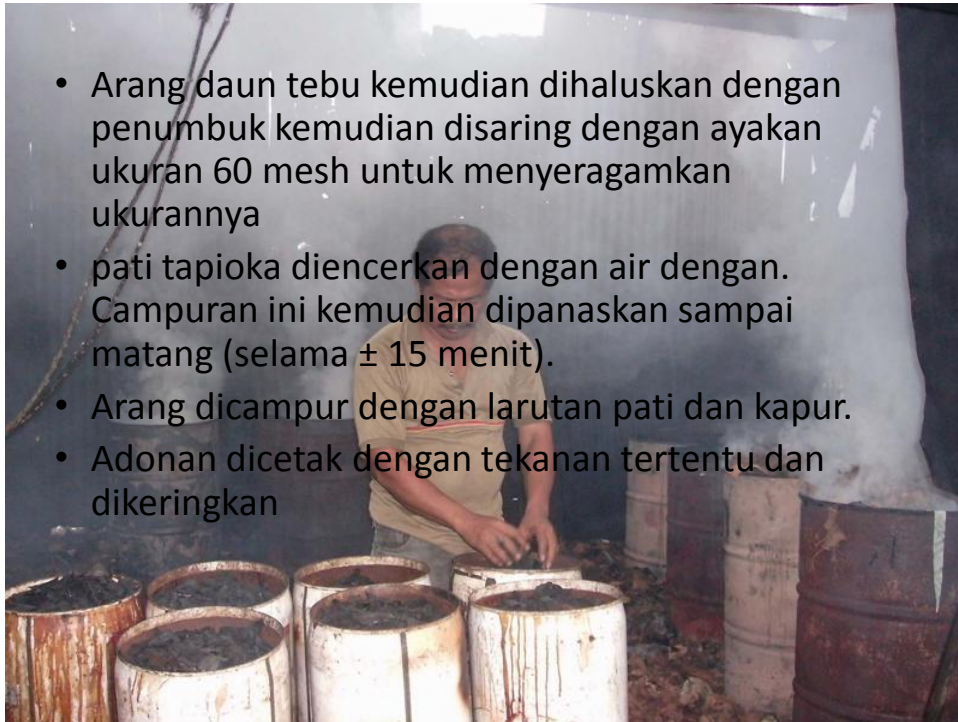 • Arang daun tebu kemudian dihaluskan dengan
penumbuk kemudian disaring dengan ayakan
ukuran 60 mesh untuk menyeragamkan
ukurannya
• pati tapioka diencerkan dengan air dengan.
Campuran ini kemudian dipanaskan sampai
matang (selama ± 15 menit).
• Arang dicampur dengan larutan pati dan kapur.
• Adonan dicetak dengan tekanan tertentu dan
dikeringkan